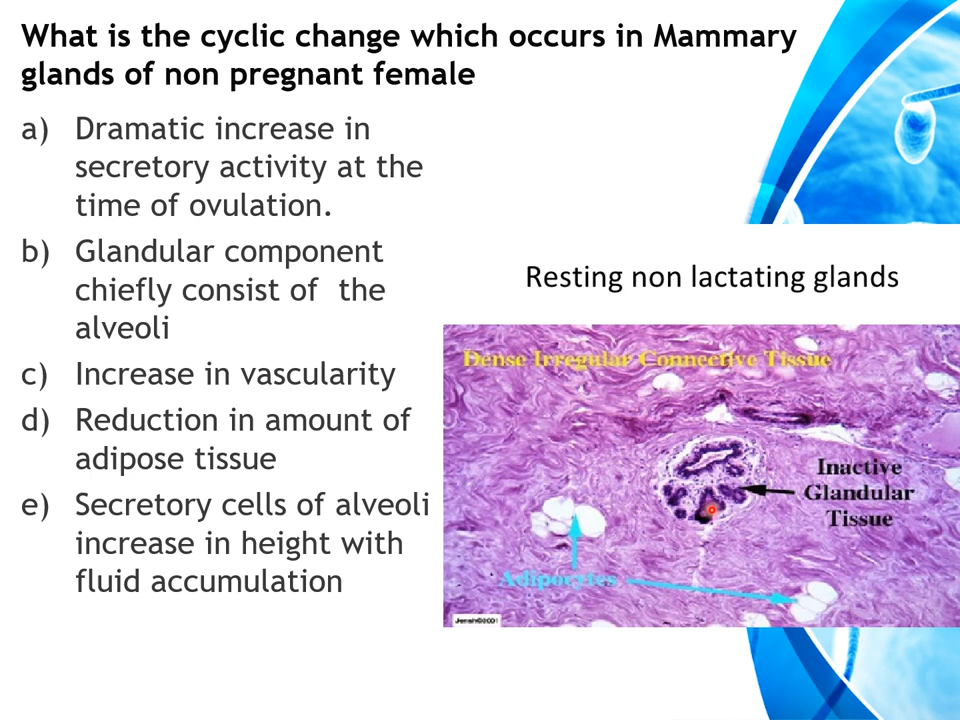 What is the cyclic change which occurs in Mammary
glands of non pregnant female
a) Dramatic increase in
secretory activity at the
time of ovulation.
b) Glandular component
chiefly consist of the
alveoli
c) Increase in vascularity
d) Reduction in amount of
adipose tissue
e) Secretory cells of alveoli
increase in height with
fluid accumulation
Resting non lactating glands
Dense Irregular Connective Tissue
Inactive
Glandular
Tissue
Adipocytes